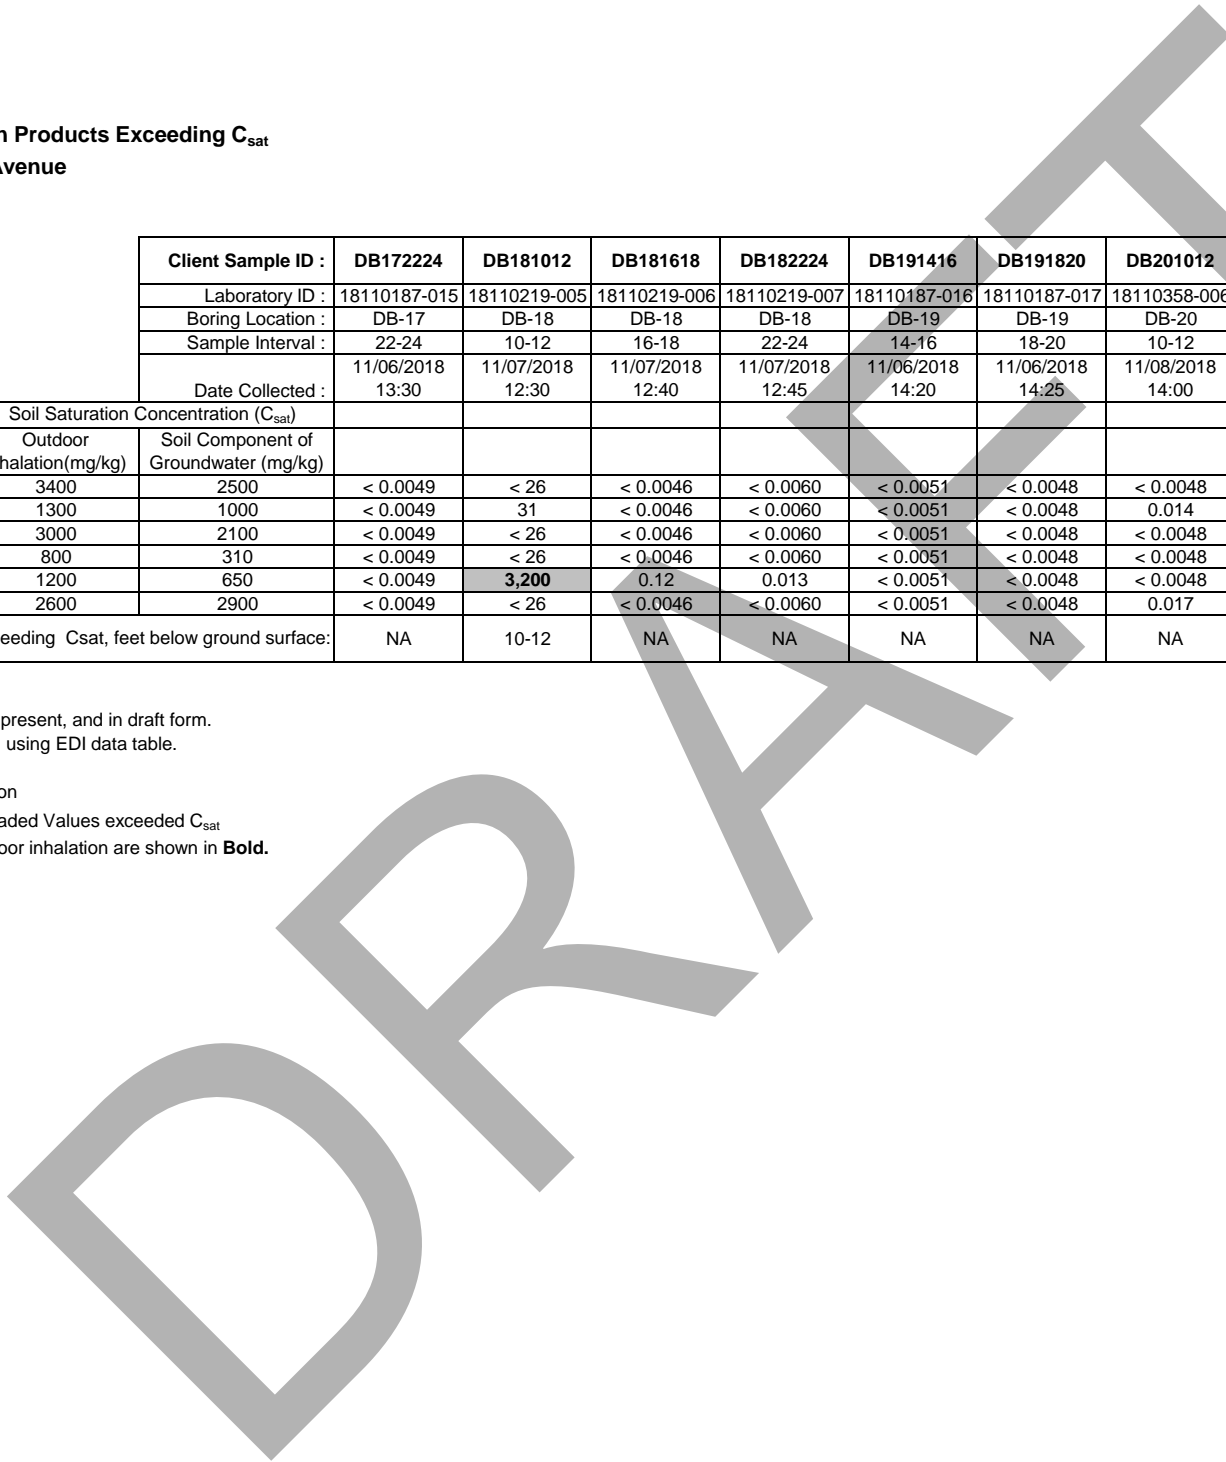 n Products Exceeding Csat
Avenue
Client Sample ID : DB172224 DB181012 DB181618 DB182224 DB191416 DB191820 DB201012
Laboratory ID : 18110187-015 18110219-005 18110219-006 18110219-007 18110187-016 18110187-017 18110358-006
Boring Location : DB-17 DB-18 DB-18 DB-18 DB-19 DB-19 DB-20
Sample Interval : 22-24 10-12 16-18 22-24 14-16 18-20 10-12
Date Collected : 11/06/2018 13:30 11/07/2018 12:30 11/07/2018 12:40 11/07/2018 12:45 11/06/2018 14:20 11/06/2018 14:25 11/08/2018 14:00
Soil Saturation Concentration (Csat)
Outdoor halation(mg/kg) Soil Component of Groundwater (mg/kg)
3400 2500 < 0.0049 < 26 < 0.0046 < 0.0060 < 0.0051 < 0.0048 < 0.0048
1300 1000 < 0.0049 31 < 0.0046 < 0.0060 < 0.0051 < 0.0048 0.014
3000 2100 < 0.0049 < 26 < 0.0046 < 0.0060 < 0.0051 < 0.0048 < 0.0048
800 310 < 0.0049 < 26 < 0.0046 < 0.0060 < 0.0051 < 0.0048 < 0.0048
1200 650 < 0.0049 3,200 0.12 0.013 < 0.0051 < 0.0048 < 0.0048
2600 2900 < 0.0049 < 26 < 0.0046 < 0.0060 < 0.0051 < 0.0048 0.017
eeding Csat, feet below ground surface: NA 10-12 NA NA NA NA NA
present, and in draft form.
using EDI data table.
on
aded Values exceeded Csat
oor inhalation are shown in Bold.
DRAFT